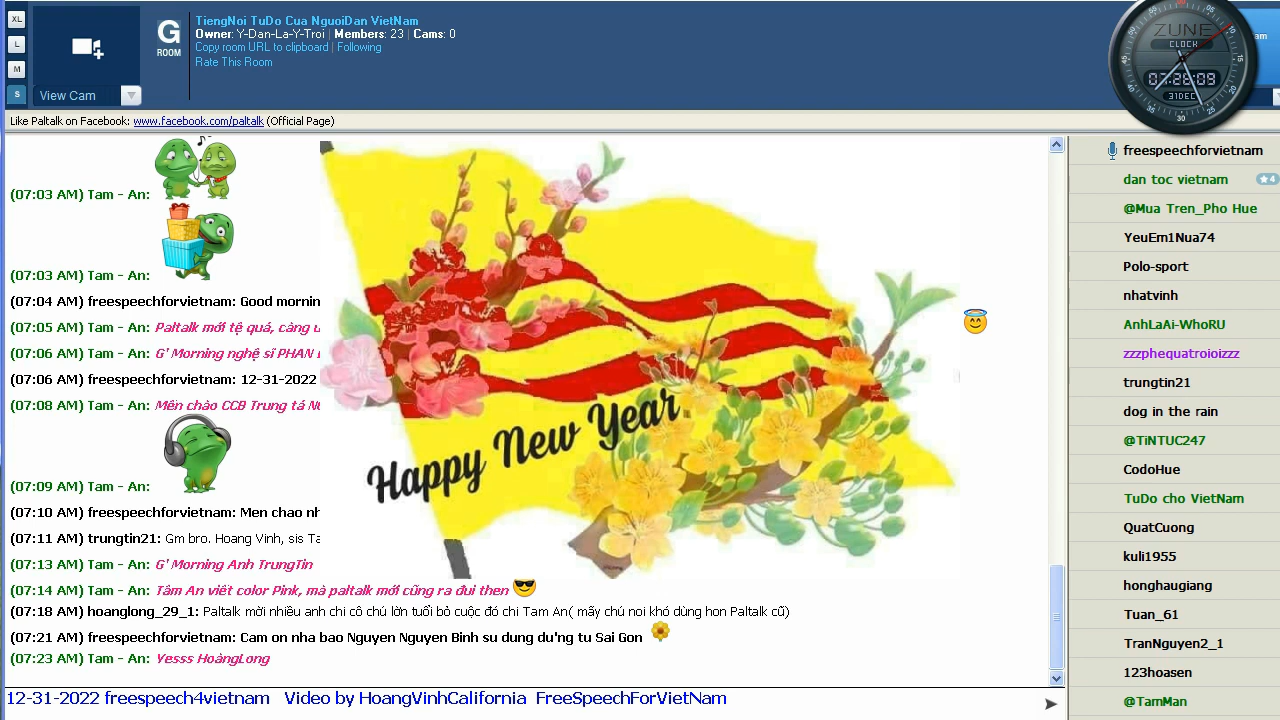 XL
L
M
S
View Cam
G
ROOM
TiengNoi TuDo Cua NguoiDan VietNam
Owner: Y-Dan-La-Y-Troi | Members: 23 | Cams: 0
Copy room URL to clipboard | Following
Rate This Room
ZUNE
CLOCK
31DEC
Like Paltalk on Facebook: www.facebook.com/paltalk (Official Page)
(07:03 AM) Tam - An:
(07:03 AM) Tam - An:
(07:04 AM) freespeechforvietnam: Good mornin
(07:05 AM) Tam - An: Paltalk mới tệ quá, càng u
(07:06 AM) Tam - An: G' Morning nghệ sỉ PHAN
(07:06 AM) freespeechforvietnam: 12-31-2022
(07:08 AM) Tam - An: Mến chào CCB Trung tá
(07:09 AM) Tam - An:
(07:10 AM) freespeechforvietnam: Men chao nh
(07:11 AM) trungtin21: Gm bro. Hoang Vinh, sis Ta
(07:13 AM) Tam - An: G' Morning Anh TrungTin
(07:14 AM) Tam - An: Tâm An viết color Pink, mà paltalk mới cũng ra đui then
(07:18 AM) hoanglong_29_1: Paltalk mời nhiều anh chi cô chú lờn tuổi bò cuộc đó chi Tam An( mấy chú noi khó dùng hon Paltalk cũ)
(07:21 AM) freespeechforvietnam: Cam on nha bao Nguyen Nguyen Binh su dung du'ng tu Sai Gon
(07:23 AM) Tam - An: Yesss HoàngLong
Happy New Year
12-31-2022 freespeech4vietnam Video by HoangVinhCalifornia FreeSpeechForVietNam
freespeechforvietnam
dan toc vietnam
4
@Mua Tren_Pho Hue
YeuEm1Nua74
Polo-sport
nhatvinh
AnhLaAi-WhoRU
zzzphequatroioizzz
trungtin21
dog in the rain
@TiNTUC247
CodoHue
TuDo cho VietNam
QuatCuong
kuli1955
honghaugiang
Tuan_61
TranNguyen2_1
123hoasen
@TamMan